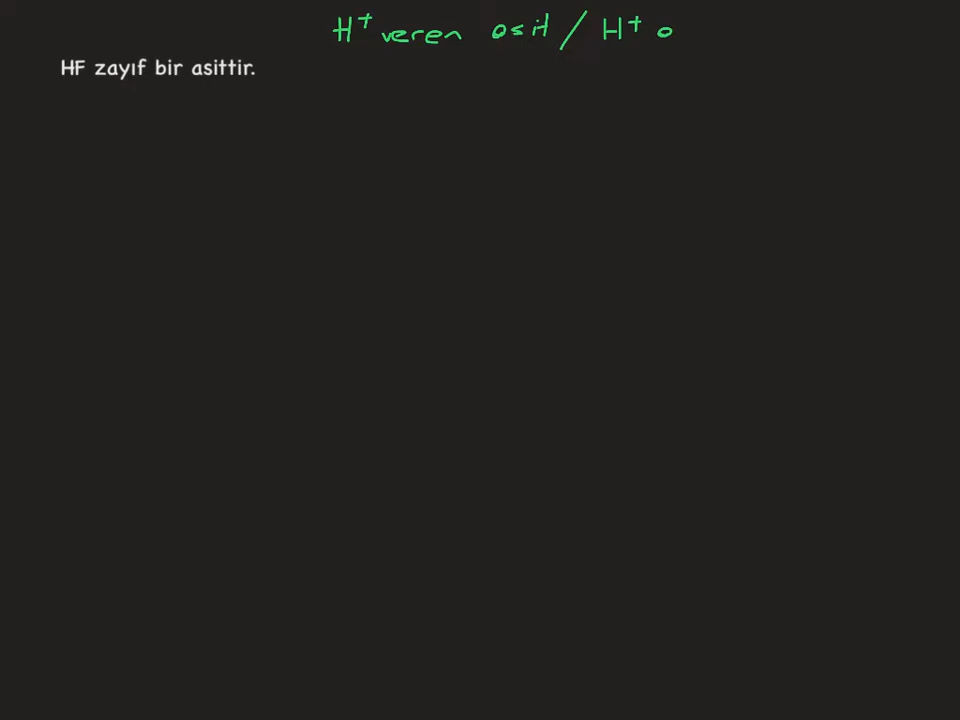 H⁺ veren asit / H⁺ a
HF zayıf bir asittir.